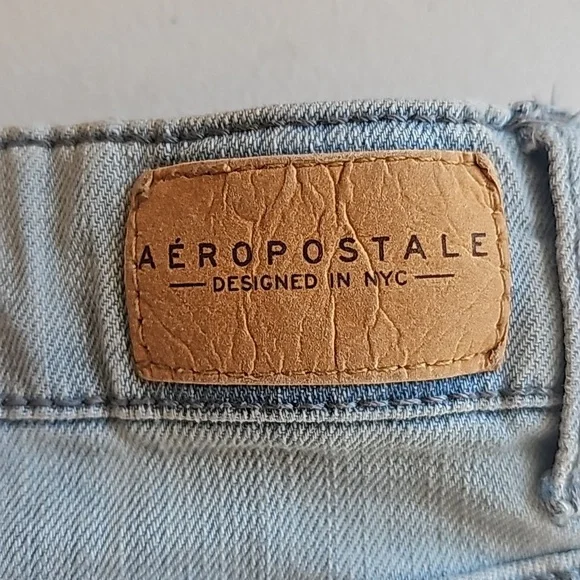 AÉROPOSTALE
— DESIGNED IN NYC —